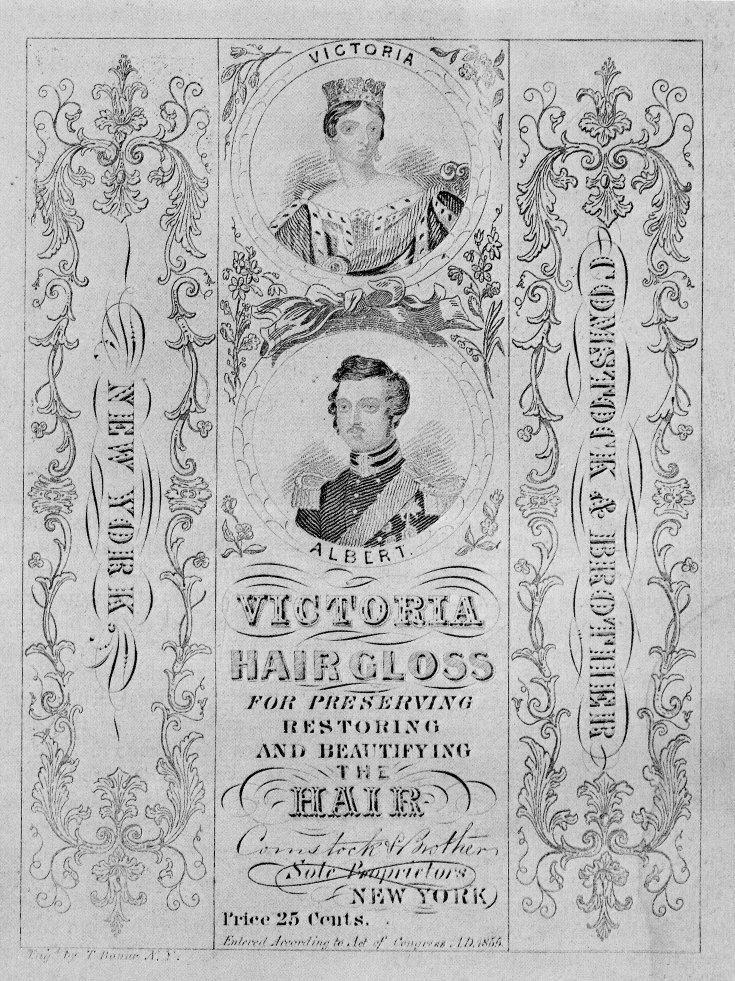 VICTORIA
ALBERT.
VICTORIA
HAIR GLOSS
FOR PRESERVING
RESTORING
AND BEAUTIFYING
THE
HAIR
Comstock & Brother
Sole Proprietors
NEW YORK
Price 25 Cents.
Entered According to Act of Congress A.D. 1855.
NEW YORK,
COMSTOCK & BROTHER
Eng.d by T. Bonar N.Y.